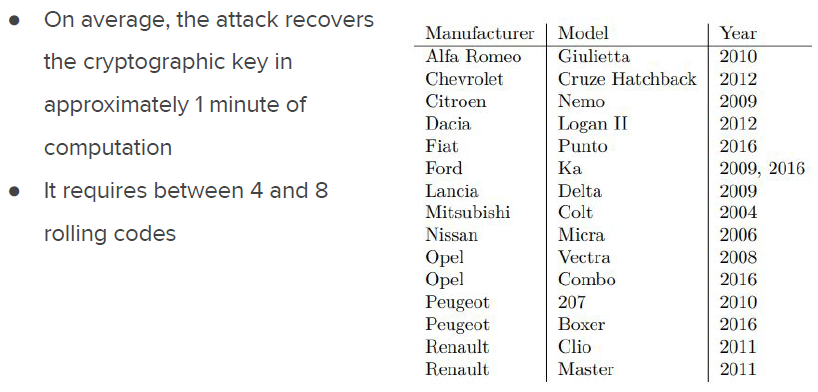 ● On average, the attack recovers
the cryptographic key in
approximately 1 minute of
computation
● It requires between 4 and 8
rolling codes
Manufacturer Model Year
Alfa Romeo Giulietta 2010
Chevrolet Cruze Hatchback 2012
Citroen Nemo 2009
Dacia Logan II 2012
Fiat Punto 2016
Ford Ka 2009, 2016
Lancia Delta 2009
Mitsubishi Colt 2004
Nissan Micra 2006
Opel Vectra 2008
Opel Combo 2016
Peugeot 207 2010
Peugeot Boxer 2016
Renault Clio 2011
Renault Master 2011